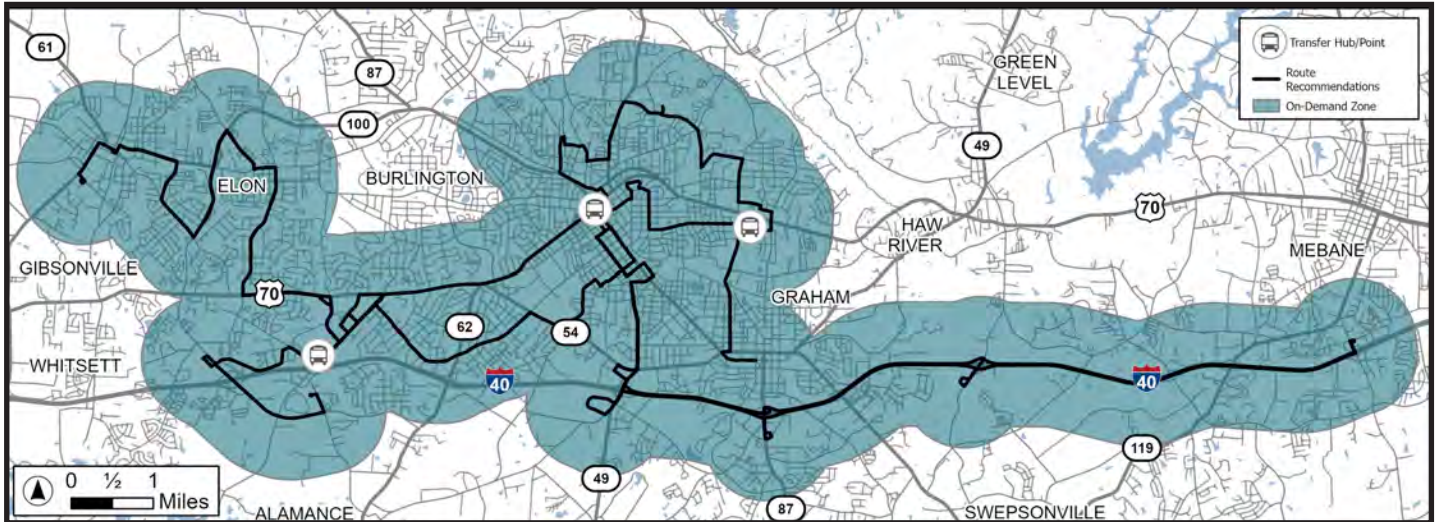 61
87
100
GREEN
LEVEL
49
Transfer Hub/Point
Route
Recommendations
On-Demand Zone
ELON
BURLINGTON
70
HAW
RIVER
MEBANE
GIBSONVILLE
70
GRAHAM
62
54
WHITSETT
40
40
119
0 ½ 1
Miles
49
87
ALAMANCE
SWEPSONVILLE